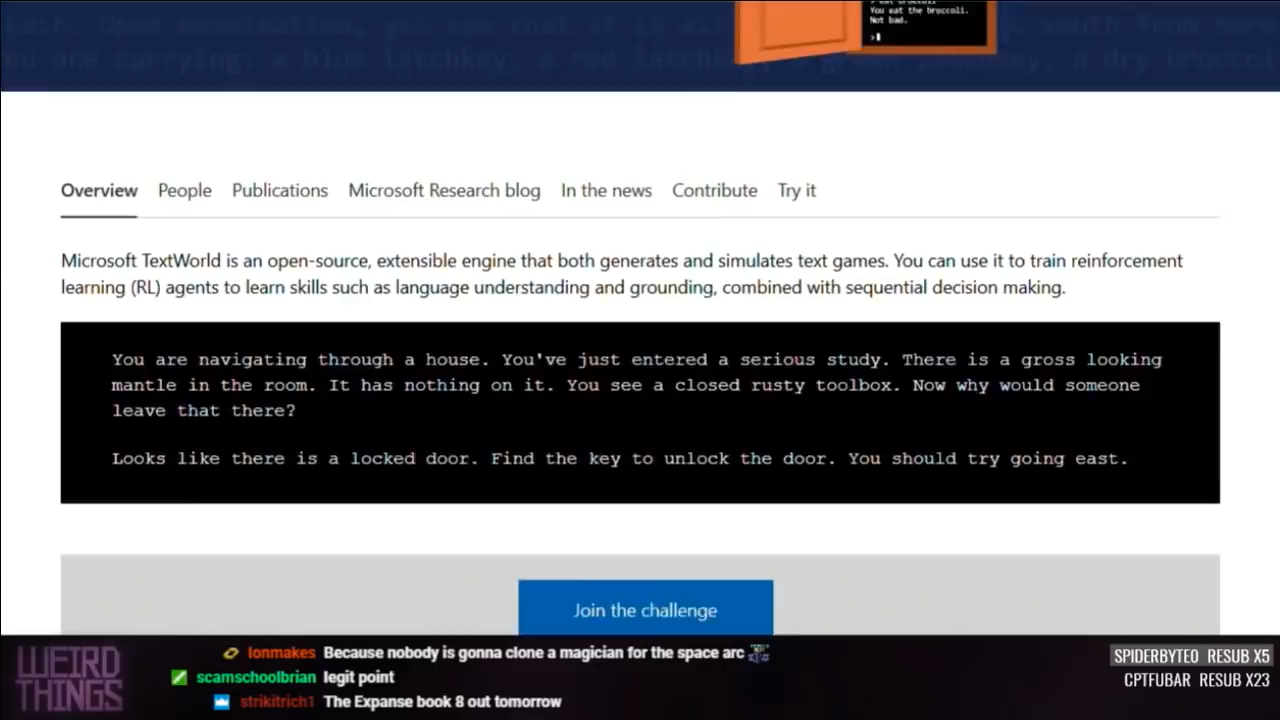 You eat the broccoli.
Not bad.
>
Overview People Publications Microsoft Research blog In the news Contribute Try it
Microsoft TextWorld is an open-source, extensible engine that both generates and simulates text games. You can use it to train reinforcement
learning (RL) agents to learn skills such as language understanding and grounding, combined with sequential decision making.
You are navigating through a house. You've just entered a serious study. There is a gross looking
mantle in the room. It has nothing on it. You see a closed rusty toolbox. Now why would someone
leave that there?
Looks like there is a locked door. Find the key to unlock the door. You should try going east.
Join the challenge
WEIRD
THINGS
lonmakes Because nobody is gonna clone a magician for the space arc
scamschoolbrian legit point
strikitrich1 The Expanse book 8 out tomorrow
SPIDERBYTE0 RESUB X5
CPTFUBAR RESUB X23